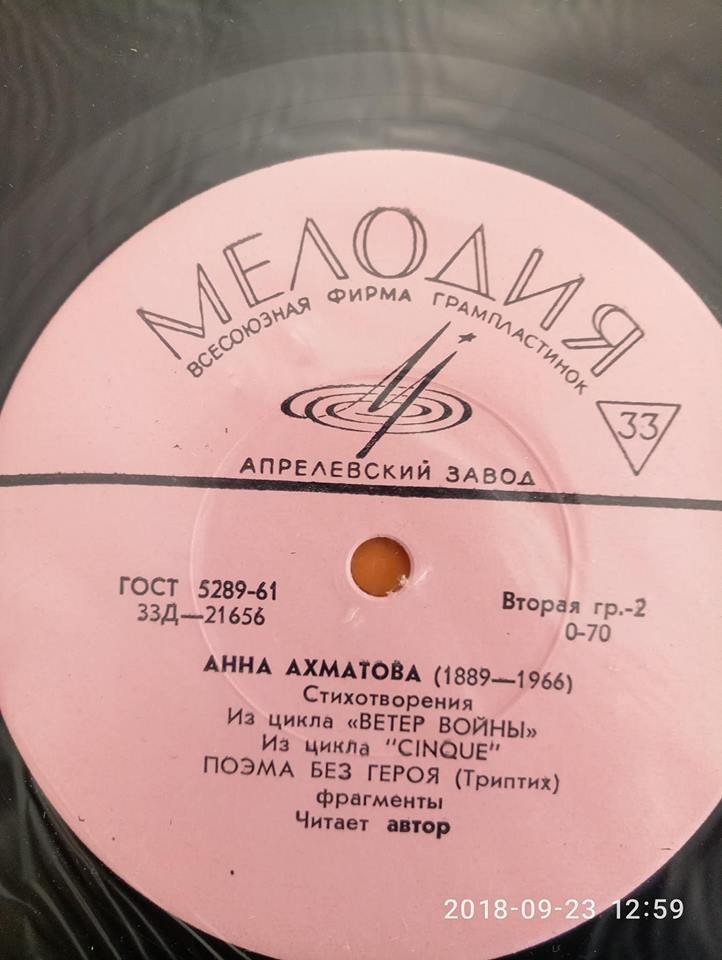 МЕЛОДИЯ
ВСЕСОЮЗНАЯ ФИРМА ГРАМПЛАСТИНОК
33
АПРЕЛЕВСКИЙ ЗАВОД
ГОСТ 5289-61
33Д—21656
Вторая гр.-2
0-70
АННА АХМАТОВА (1889—1966)
Стихотворения
Из цикла «ВЕТЕР ВОЙНЫ»
Из цикла "CINQUE"
ПОЭМА БЕЗ ГЕРОЯ (Триптих)
фрагменты
Читает автор
2018-09-23 12:59